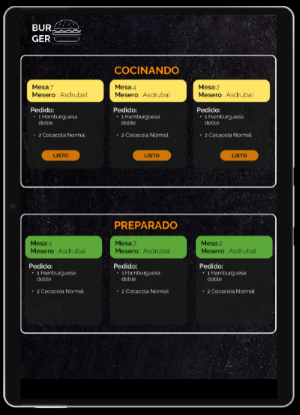 BUR
GER
COCINANDO
Mesa:7 Mesa:4 Mesa:2
Mesero : Asdrubal Mesero : Asdrubal Mesero : Asdrubal
Pedido: Pedido: Pedido:
• 1 Hamburguesa doble • 1 Hamburguesa doble • 1 Hamburguesa doble
• 2 Cocacola Normal • 2 Cocacola Normal • 2 Cocacola Normal
LISTO LISTO LISTO
PREPARADO
Mesa: Mesa:7 Mesa:2
Mesero : Asdrubal Mesero : Asdrubal Mesero : Asdrubal
Pedido: Pedido: Pedido:
• 1 Hamburguesa doble • 1 Hamburguesa doble • 1 Hamburguesa doble
• 2 Cocacola Normal • 2 Cocacola Normal • 2 Cocacola Normal